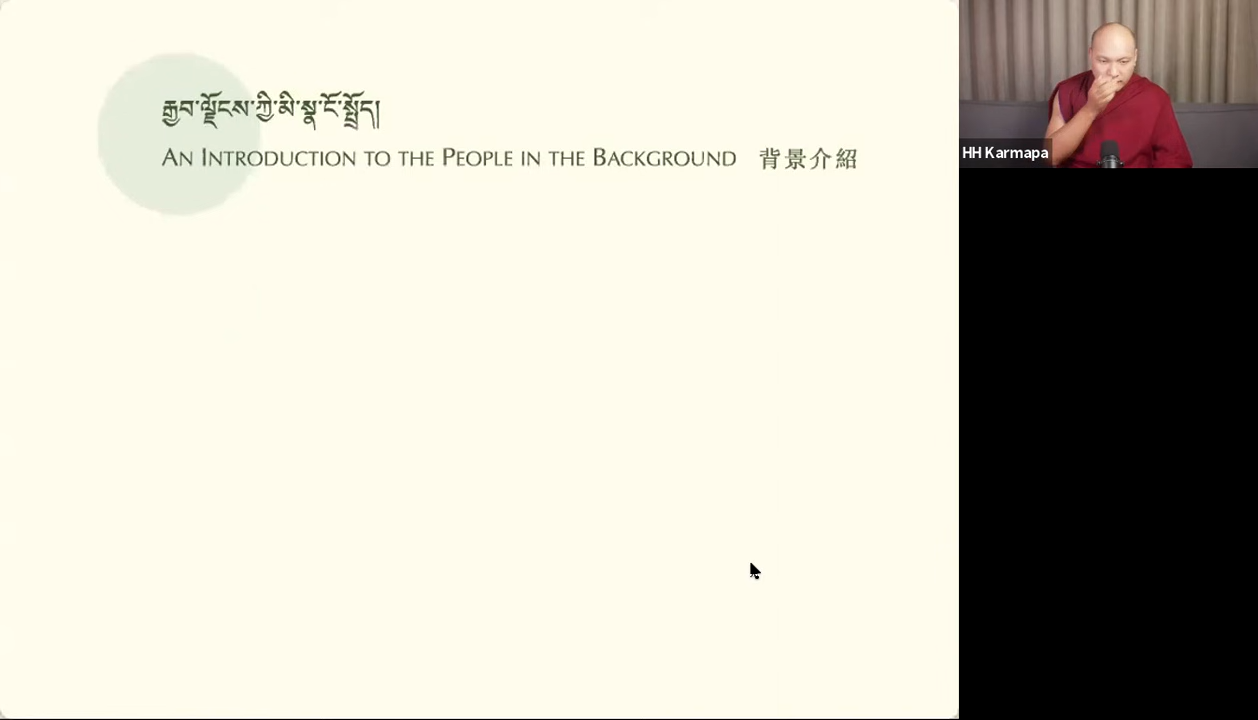 རྒྱབ་ལྗོངས་ཀྱི་མི་སྣ་ངོ་སྤྲོད།
An Introduction to the People in the Background 背景介紹
HH Karmapa